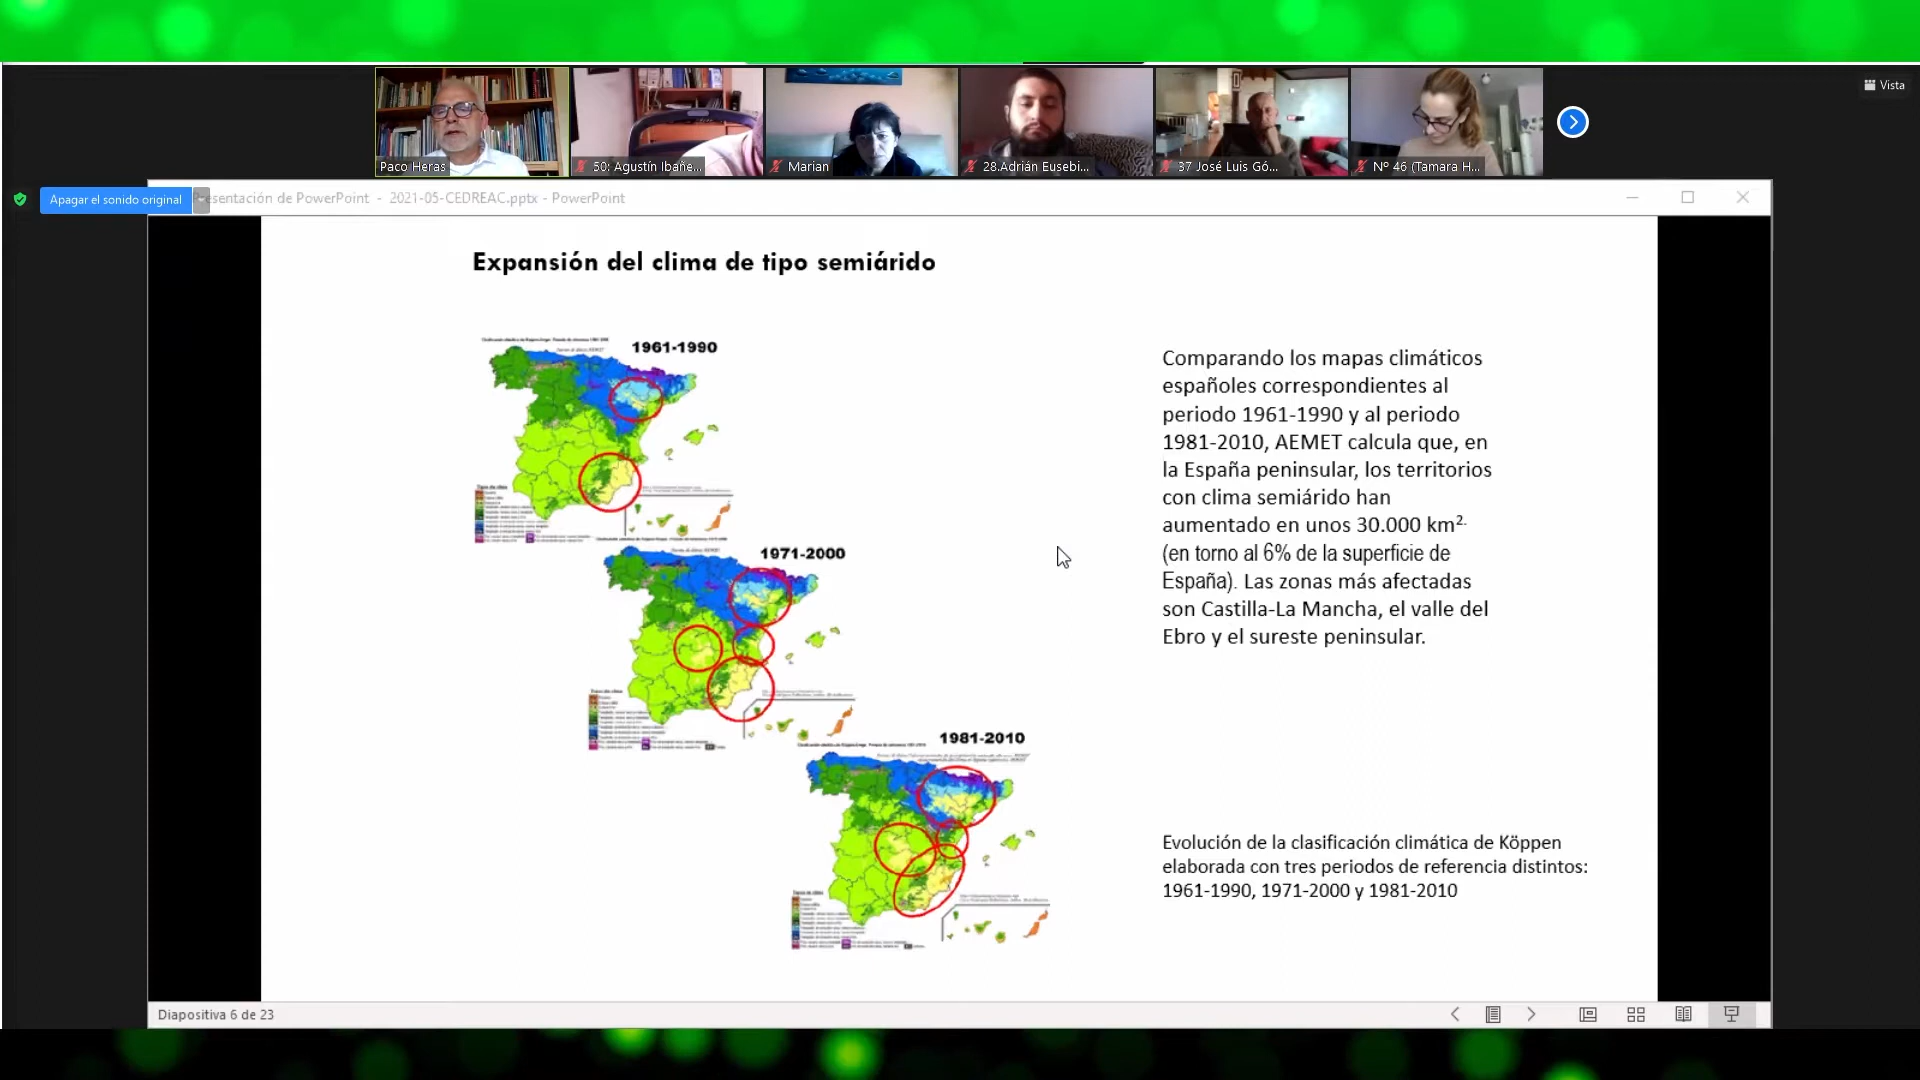 Vista
Paco Heras
50: Agustín Ibañe...
Marian
28.Adrián Eusebi...
37 José Luis Gó...
Nº 46 (Tamara H...
Apagar el sonido original
Presentación de PowerPoint - 2021-05-CEDREAC.pptx - PowerPoint
Expansión del clima de tipo semiárido
1961-1990
1971-2000
1981-2010
Comparando los mapas climáticos
españoles correspondientes al
periodo 1961-1990 y al periodo
1981-2010, AEMET calcula que, en
la España peninsular, los territorios
con clima semiárido han
aumentado en unos 30.000 km².
(en torno al 6% de la superficie de
España). Las zonas más afectadas
son Castilla-La Mancha, el valle del
Ebro y el sureste peninsular.
Evolución de la clasificación climática de Köppen
elaborada con tres periodos de referencia distintos:
1961-1990, 1971-2000 y 1981-2010
Diapositiva 6 de 23